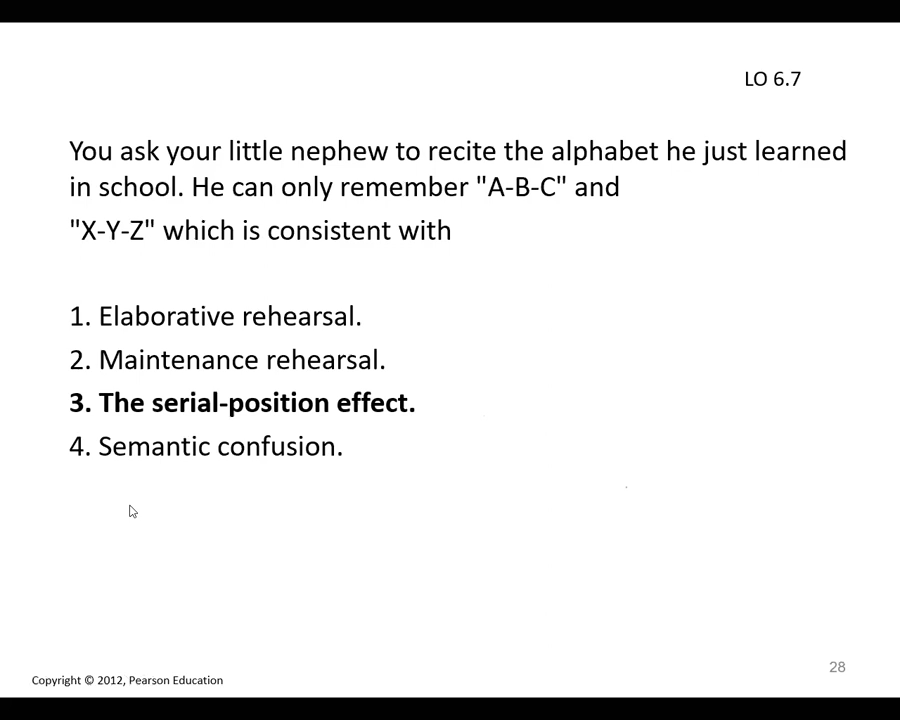 LO 6.7
You ask your little nephew to recite the alphabet he just learned
in school. He can only remember "A-B-C" and
"X-Y-Z" which is consistent with
1. Elaborative rehearsal.
2. Maintenance rehearsal.
3. The serial-position effect.
4. Semantic confusion.
28
Copyright © 2012, Pearson Education